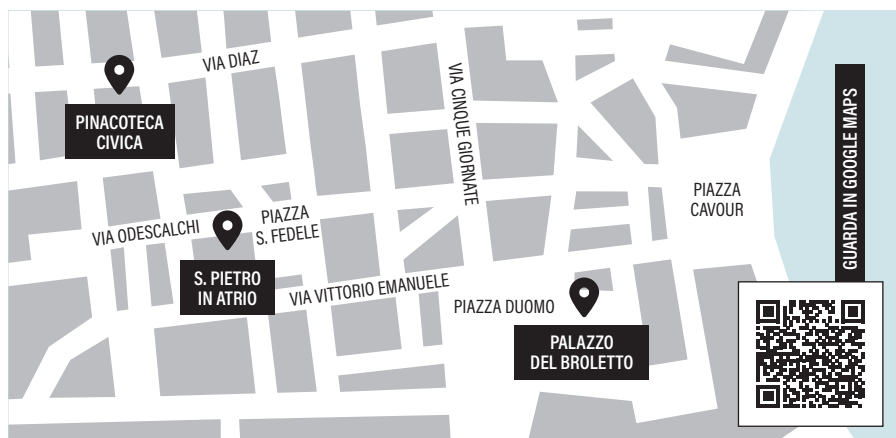 VIA DIAZ
PINACOTECA
CIVICA
VIA CINQUE GIORNATE
GUARDA IN GOOGLE MAPS
PIAZZA
CAVOUR
VIA ODESCALCHI
PIAZZA
S. FEDELE
S. PIETRO
IN ATRIO
VIA VITTORIO EMANUELE
PIAZZA DUOMO
PALAZZO
DEL BROLETTO